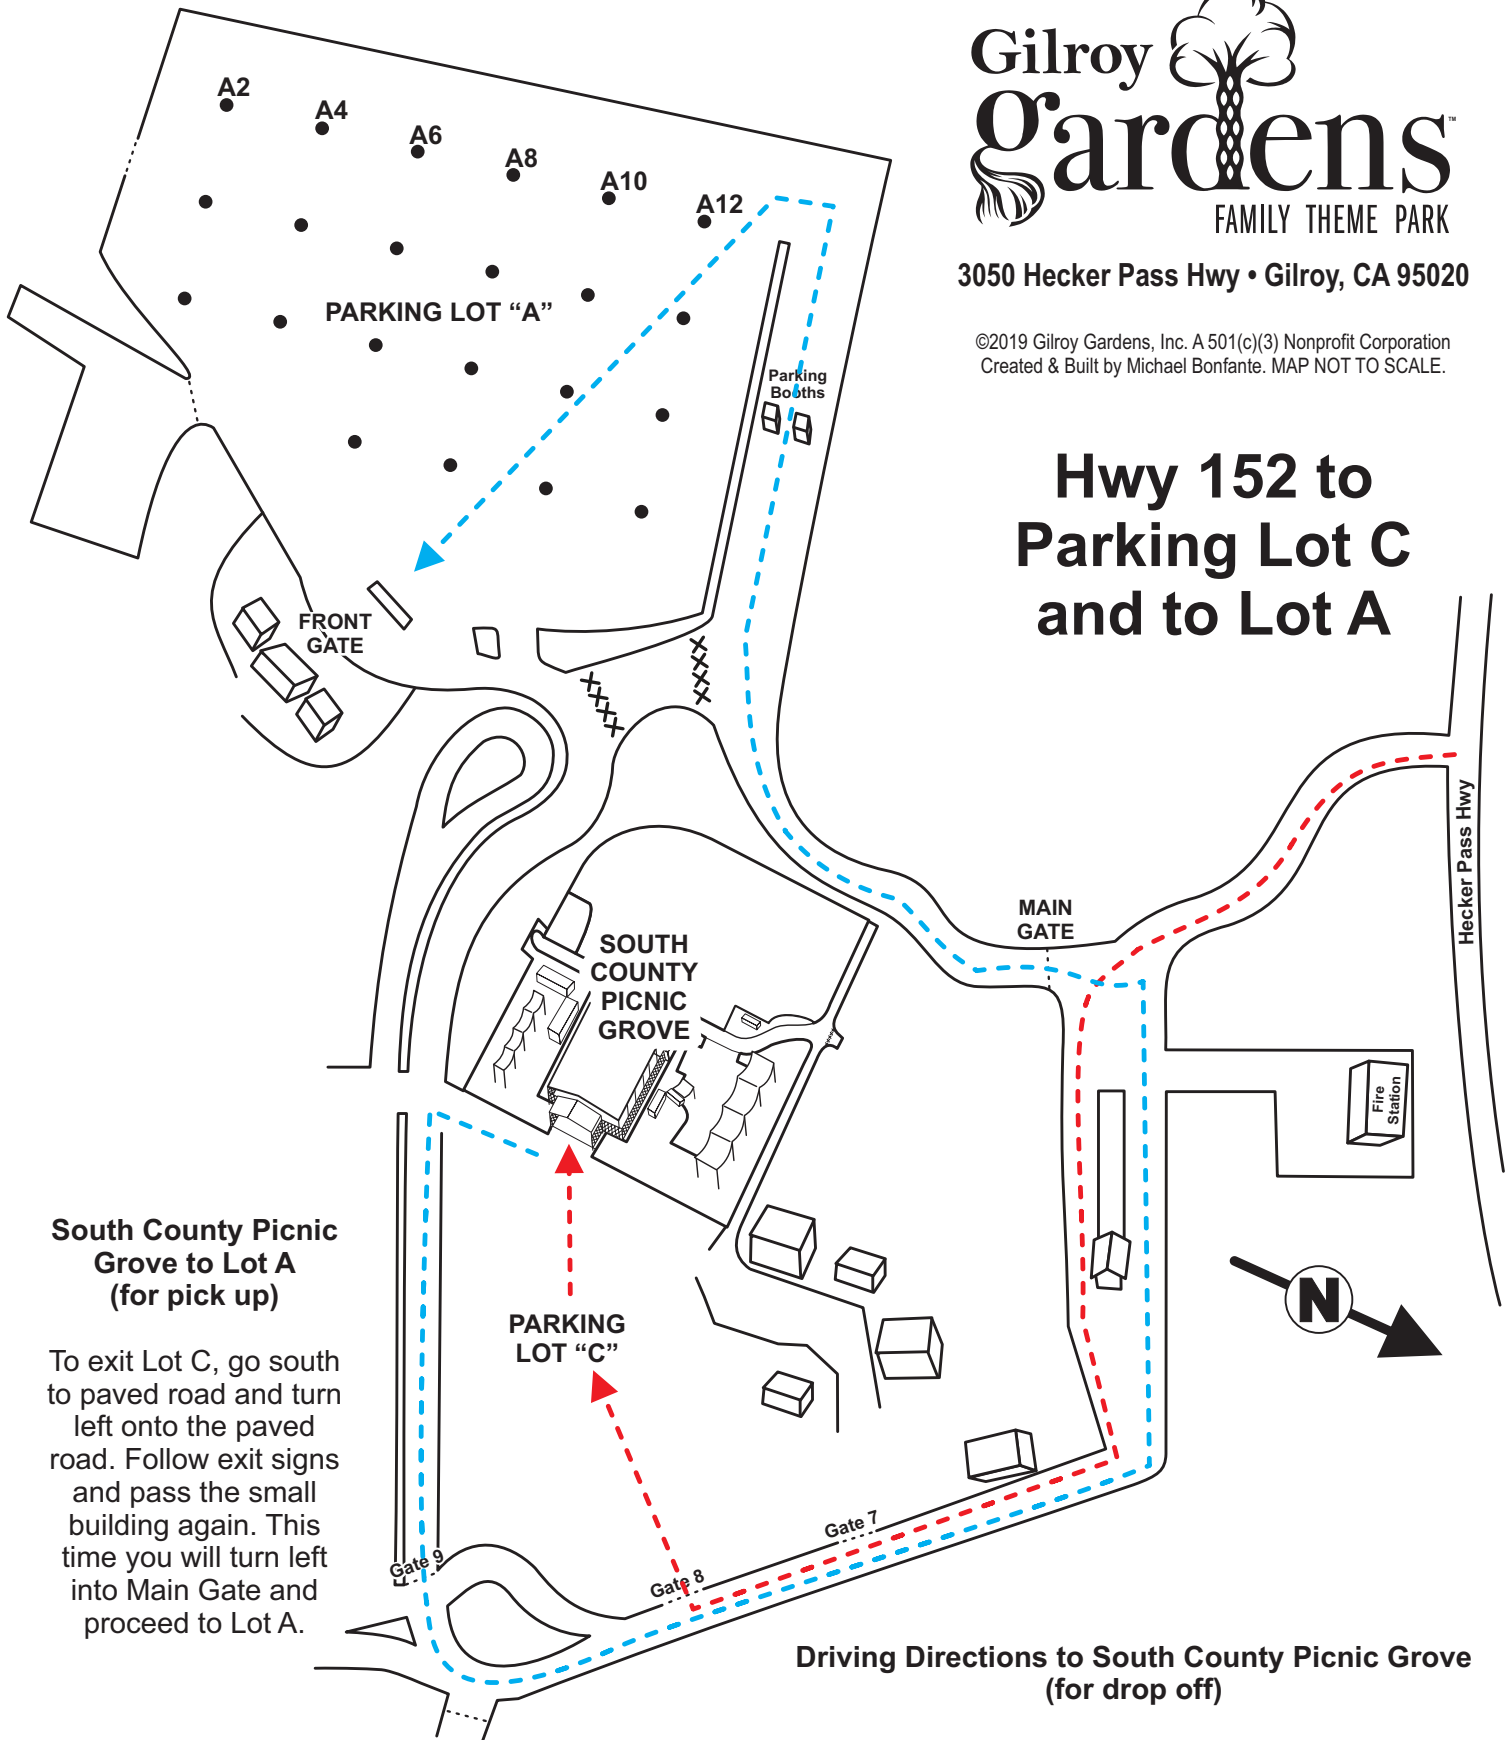 Gilroy
gardens™
FAMILY THEME PARK
3050 Hecker Pass Hwy • Gilroy, CA 95020
©2019 Gilroy Gardens, Inc. A 501(c)(3) Nonprofit Corporation
Created & Built by Michael Bonfante. MAP NOT TO SCALE.
Hwy 152 to
Parking Lot C
and to Lot A
A2
A4
A6
A8
A10
A12
PARKING LOT “A”
Parking
Booths
FRONT
GATE
MAIN
GATE
Hecker Pass Hwy
SOUTH
COUNTY
PICNIC
GROVE
Fire
Station
N
PARKING
LOT “C”
South County Picnic
Grove to Lot A
(for pick up)
To exit Lot C, go south
to paved road and turn
left onto the paved
road. Follow exit signs
and pass the small
building again. This
time you will turn left
into Main Gate and
proceed to Lot A.
Gate 7
Gate 8
Gate 9
Driving Directions to South County Picnic Grove
(for drop off)